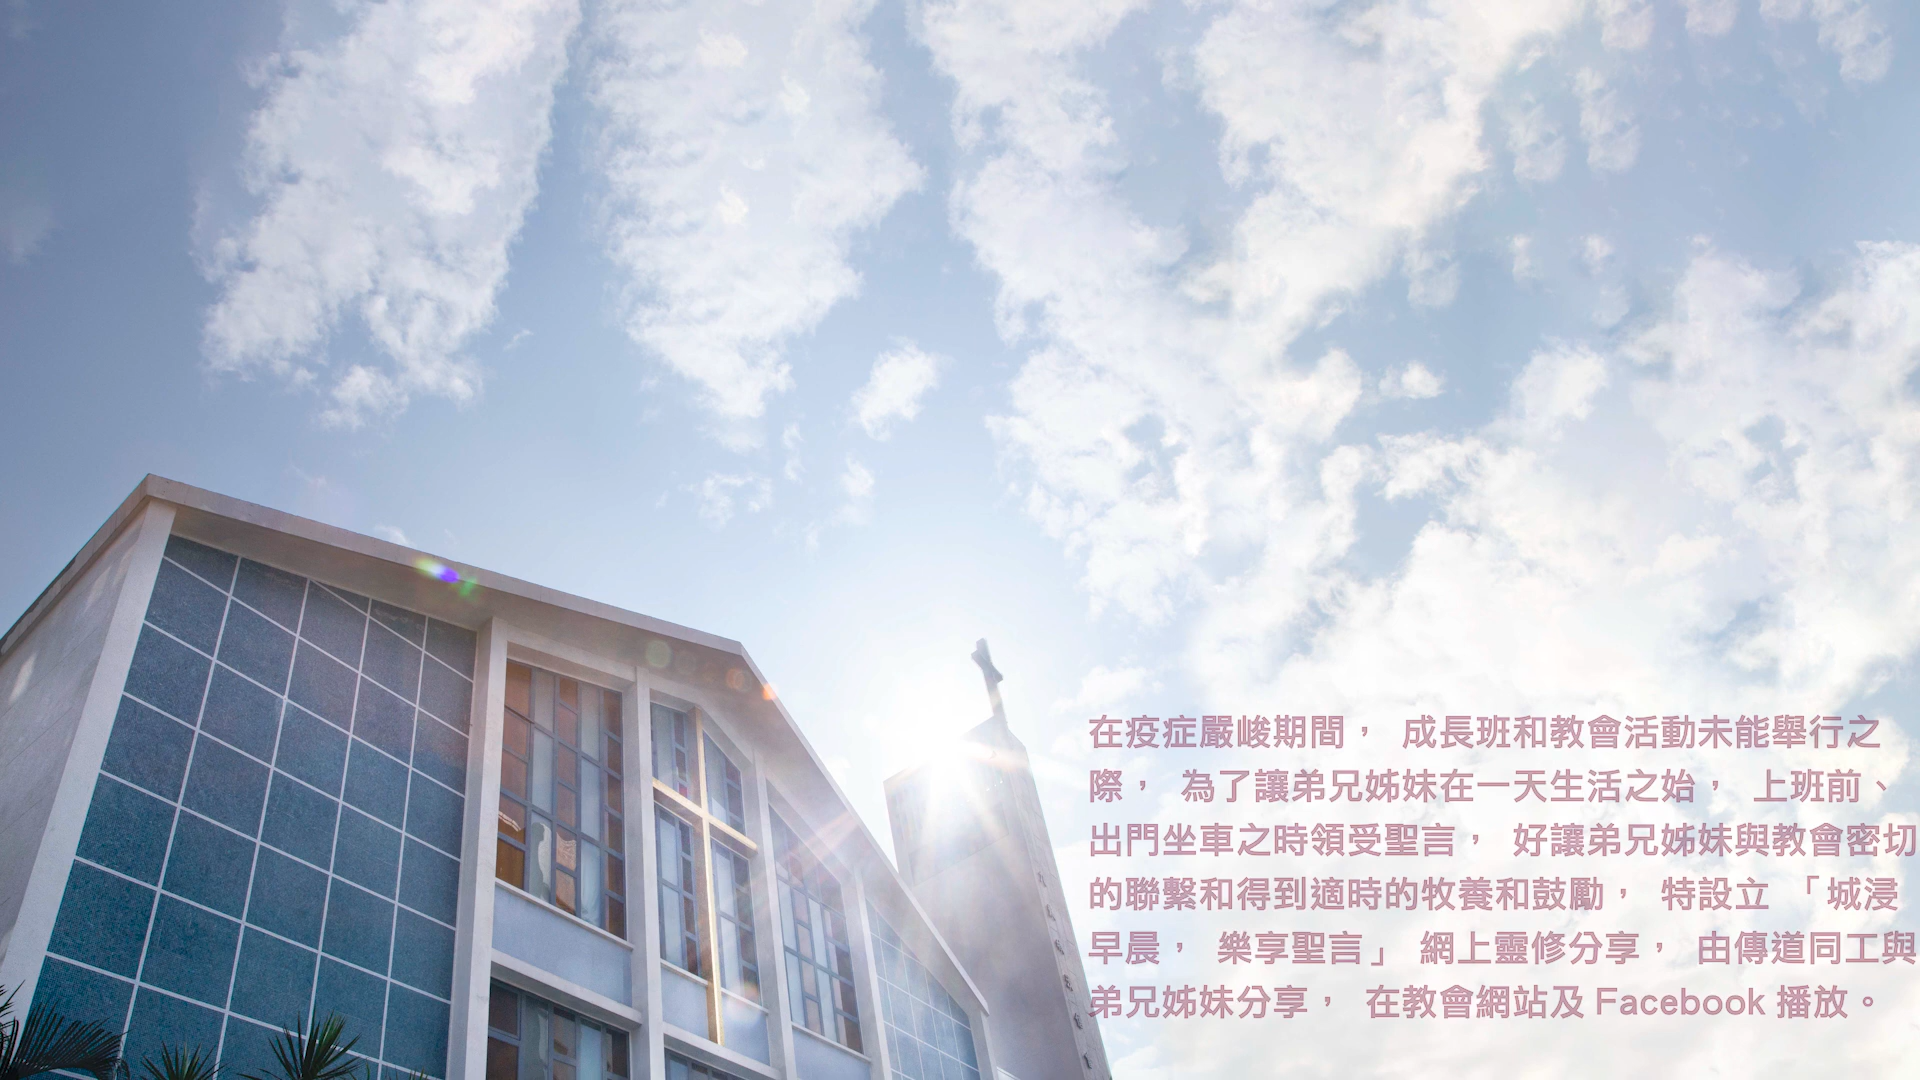 在疫症嚴峻期間， 成長班和教會活動未能舉行之
際， 為了讓弟兄姊妹在一天生活之始， 上班前、
出門坐車之時領受聖言， 好讓弟兄姊妹與教會密切
的聯繫和得到適時的牧養和鼓勵， 特設立 「城浸
早晨， 樂享聖言」 網上靈修分享， 由傳道同工與
弟兄姊妹分享， 在教會網站及 Facebook 播放。